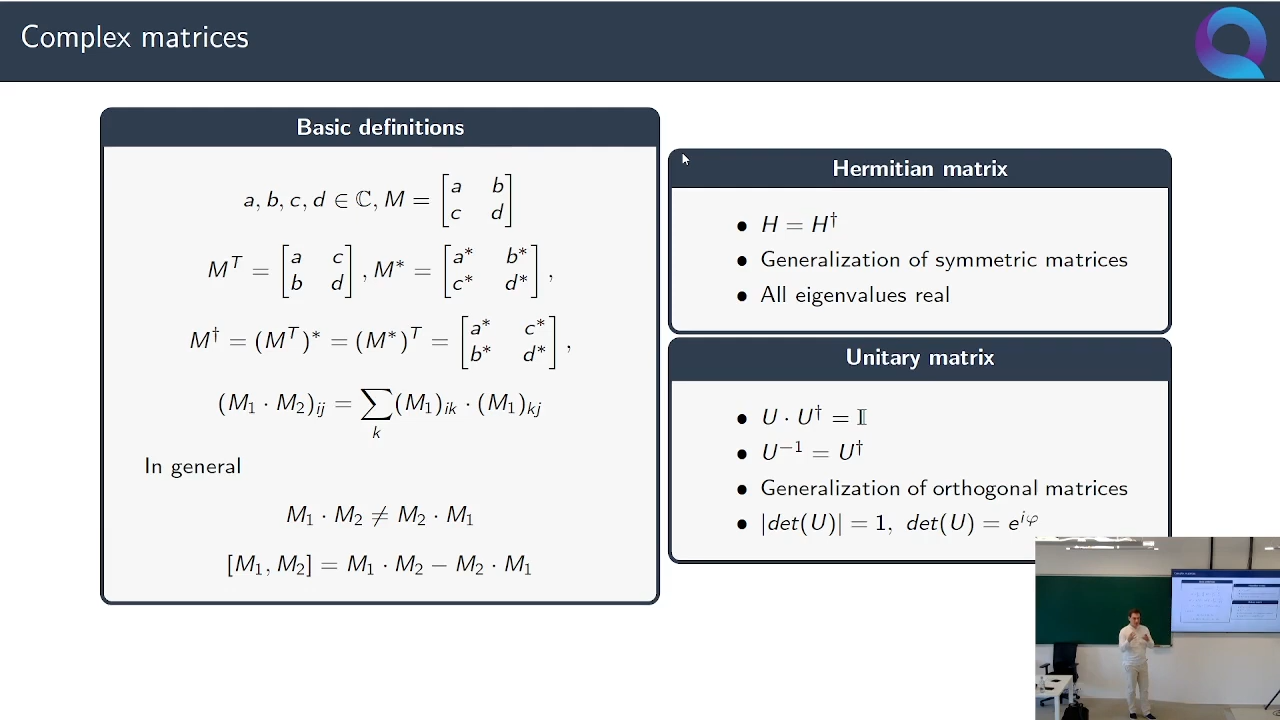 Complex matrices
Basic definitions
a, b, c, d ∈ ℂ, M = [a b; c d]
M^T = [a c; b d], M* = [a* b*; c* d*],
M† = (M^T)* = (M*)^T = [a* c*; b* d*],
(M₁ · M₂)ᵢⱼ = ∑ₖ (M₁)ᵢₖ · (M₁)ₖⱼ
In general
M₁ · M₂ ≠ M₂ · M₁
[M₁, M₂] = M₁ · M₂ − M₂ · M₁
Hermitian matrix
• H = H†
• Generalization of symmetric matrices
• All eigenvalues real
Unitary matrix
• U · U† = 𝕀
• U⁻¹ = U†
• Generalization of orthogonal matrices
• |det(U)| = 1, det(U) = e^{iφ}